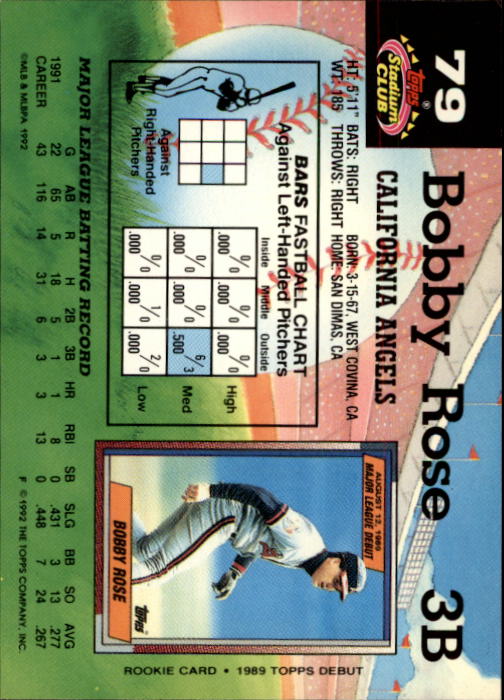 79
Topps®
Stadium
CLUB
Bobby Rose 3B
CALIFORNIA ANGELS
HT: 5'11" BATS: RIGHT BORN: 3-15-67, WEST COVINA, CA
WT: 185 THROWS: RIGHT HOME: SAN DIMAS, CA
BARS FASTBALL CHART
Against Left-Handed Pitchers
Inside Middle Outside
0/0 .000 0/0 .000 0/0 .000 High
0/0 .000 0/0 .000 6/3 .500 Med
0/0 .000 1/0 .000 2/0 .000 Low
Against
Right-Handed
Pitchers
AUGUST 12, 1989
MAJOR LEAGUE DEBUT
BOBBY ROSE
Topps
ROOKIE CARD • 1989 TOPPS DEBUT
MAJOR LEAGUE BATTING RECORD
G AB R H 2B 3B HR RBI SB SLG BB SO AVG
1991 22 65 5 18 5 1 1 8 0 .431 3 13 .277
CAREER 43 116 14 31 6 3 3 13 0 .448 7 24 .267
©MLB & MLBPA 1992
F © 1992 THE TOPPS COMPANY, INC.